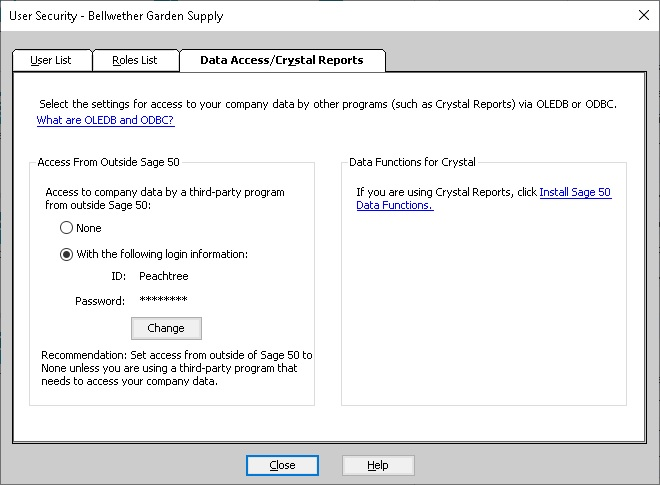 User Security - Bellwether Garden Supply
User List
Roles List
Data Access/Crystal Reports
Select the settings for access to your company data by other programs (such as Crystal Reports) via OLEDB or ODBC.
What are OLEDB and ODBC?
Access From Outside Sage 50
Access to company data by a third-party program
from outside Sage 50:
None
With the following login information:
ID: Peachtree
Password: ********
Change
Recommendation: Set access from outside of Sage 50 to
None unless you are using a third-party program that
needs to access your company data.
Data Functions for Crystal
If you are using Crystal Reports, click Install Sage 50
Data Functions.
Close
Help